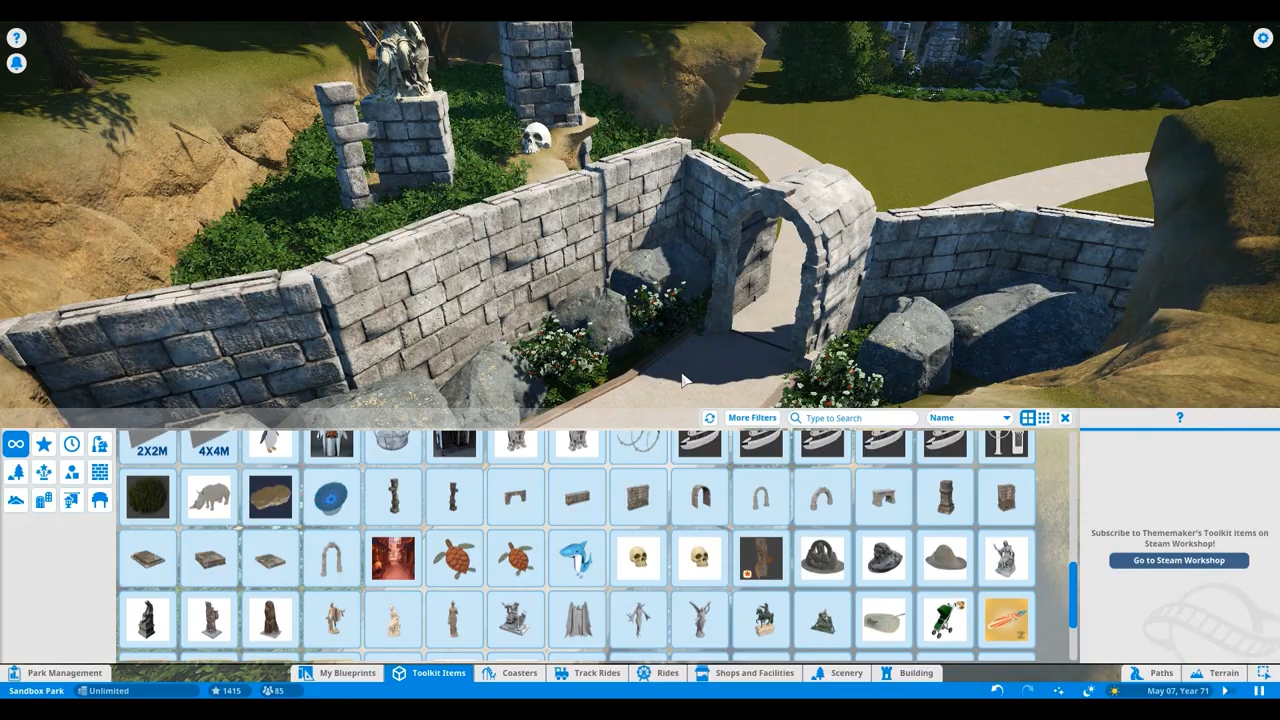 ?
More Filters
Type to Search
Name
?
2X2M
4X4M
Subscribe to Thememaker's Toolkit items on
Steam Workshop!
Go to Steam Workshop
Park Management
My Blueprints
Toolkit Items
Coasters
Track Rides
Rides
Shops and Facilities
Scenery
Building
Paths
Terrain
Sandbox Park
Unlimited
1415
85
May 07, Year 71